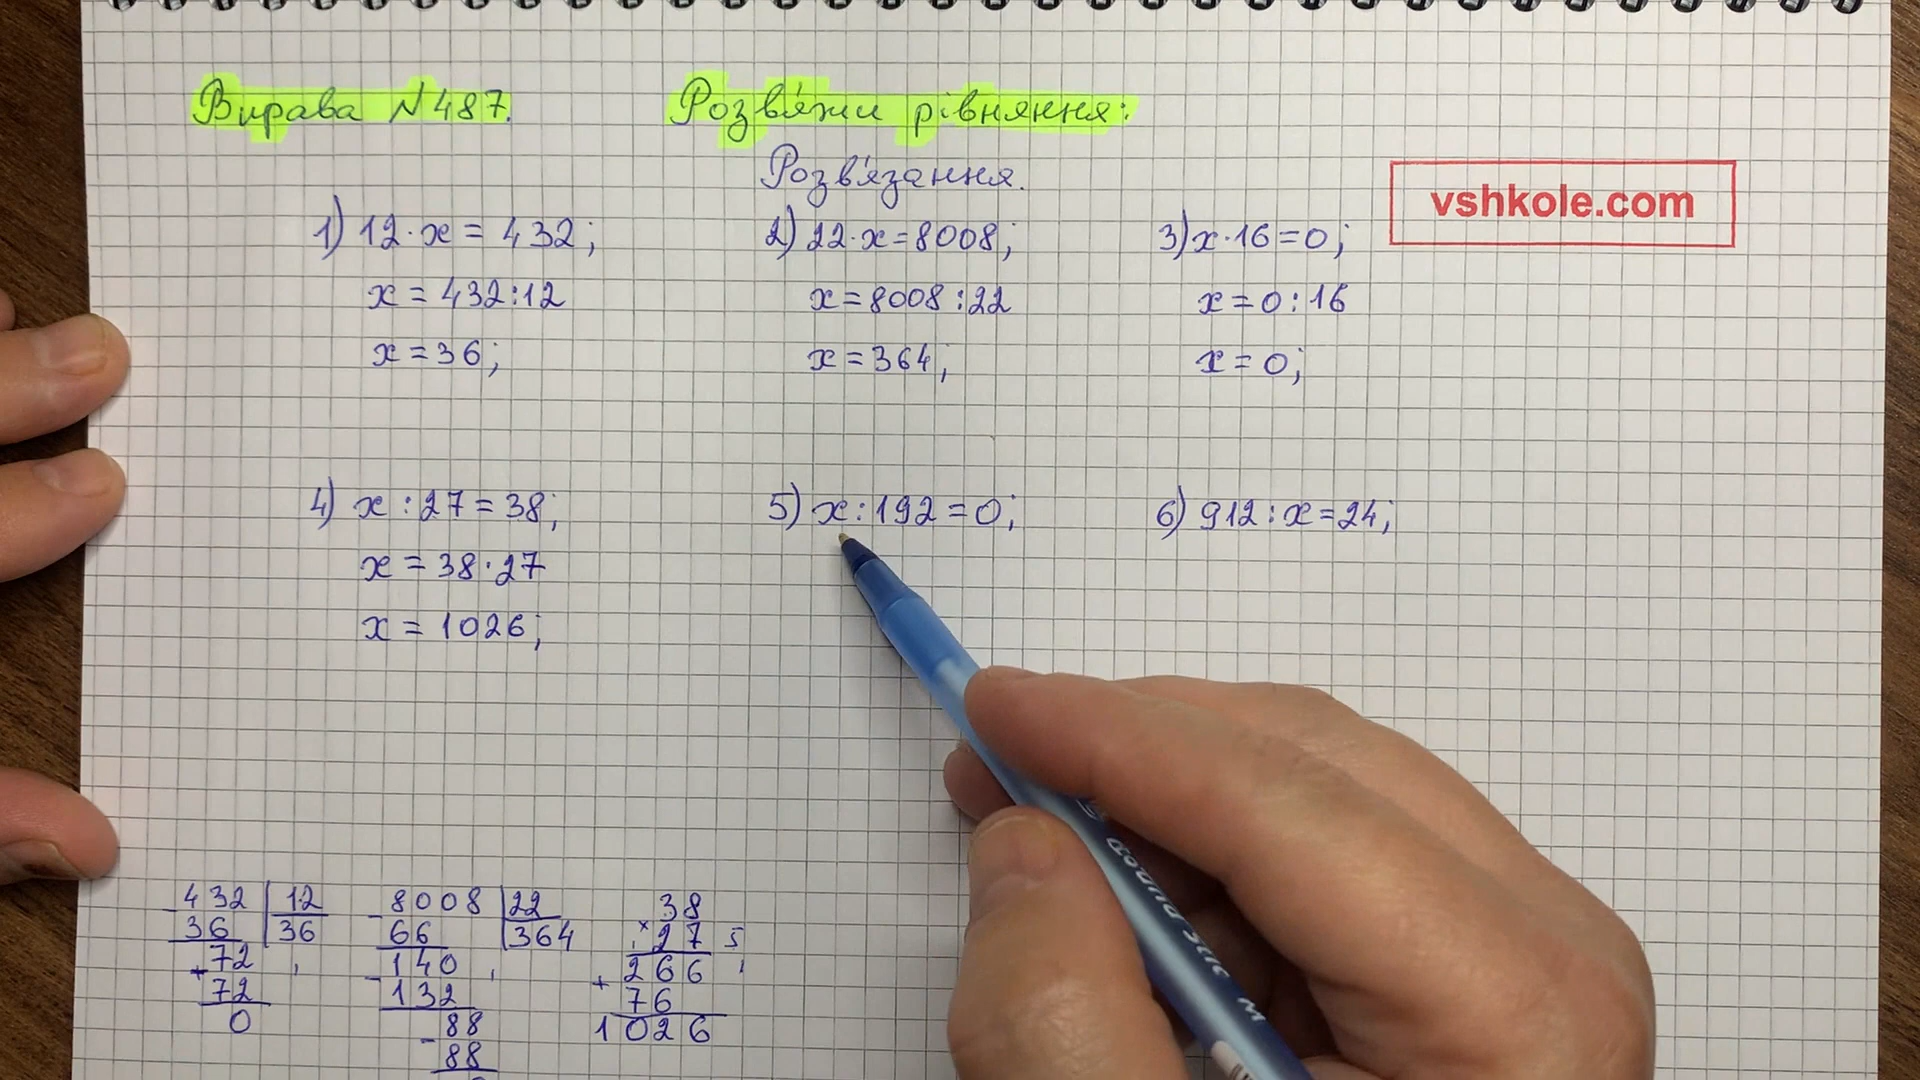 Вправа №487. Розв'яжи рівняння:
Розв'язання.
vshkole.com
1) 12·x = 432;
x = 432:12
x = 36;
2) 22·x=8008;
x=8008:22
x=364;
3) x·16=0;
x=0:16
x=0;
4) x:27=38;
x=38·27
x=1026;
5) x:192=0;
6) 912:x=24;
432 | 12
36 | 36
72
72
0
8008 | 22
66 | 364
140
132
88
88
38
× 27 5
266
+ 76
1026